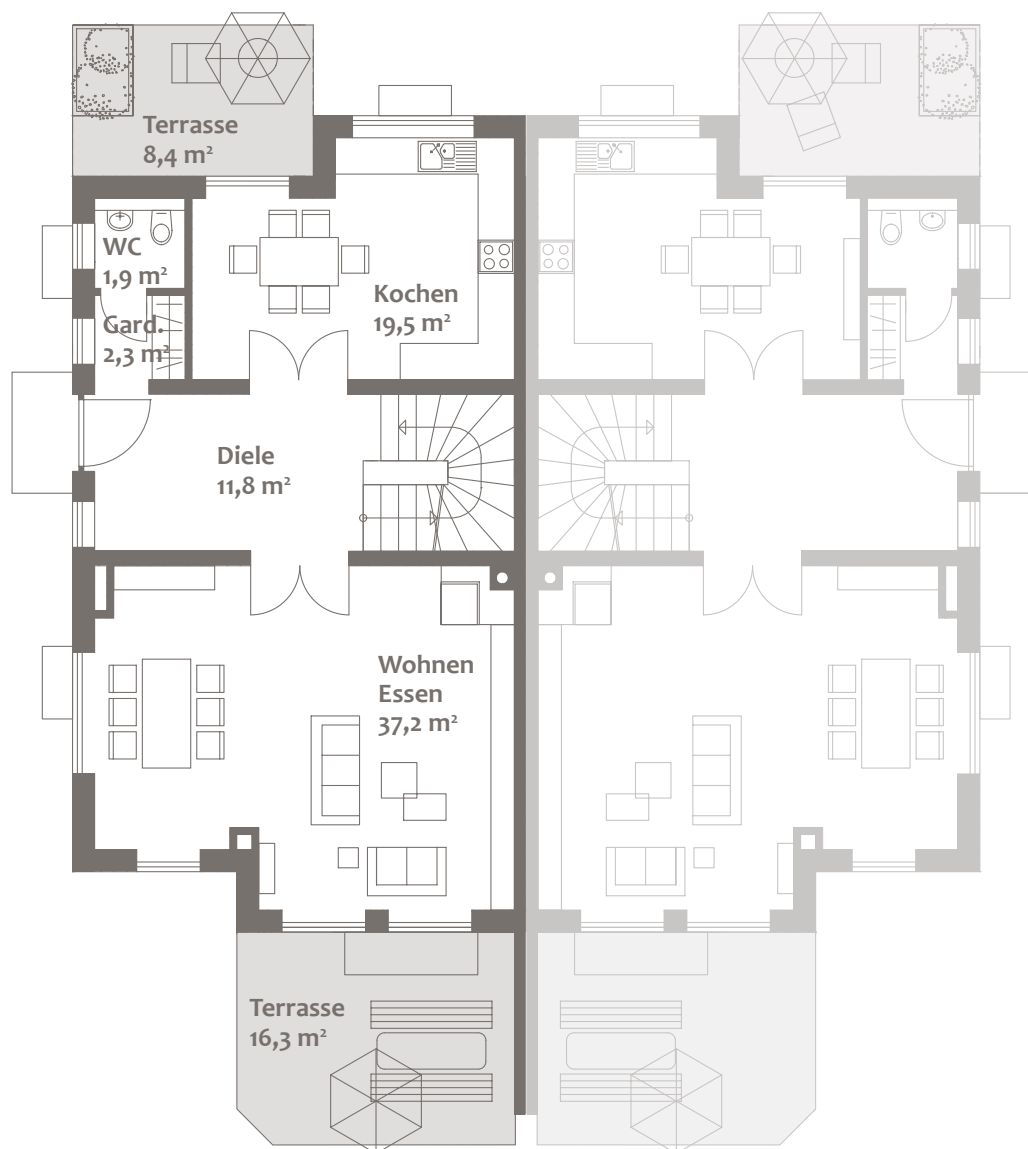 Terrasse
8,4 m²
WC
1,9 m²
Gard.
2,3 m²
Kochen
19,5 m²
Diele
11,8 m²
Wohnen
Essen
37,2 m²
Terrasse
16,3 m²